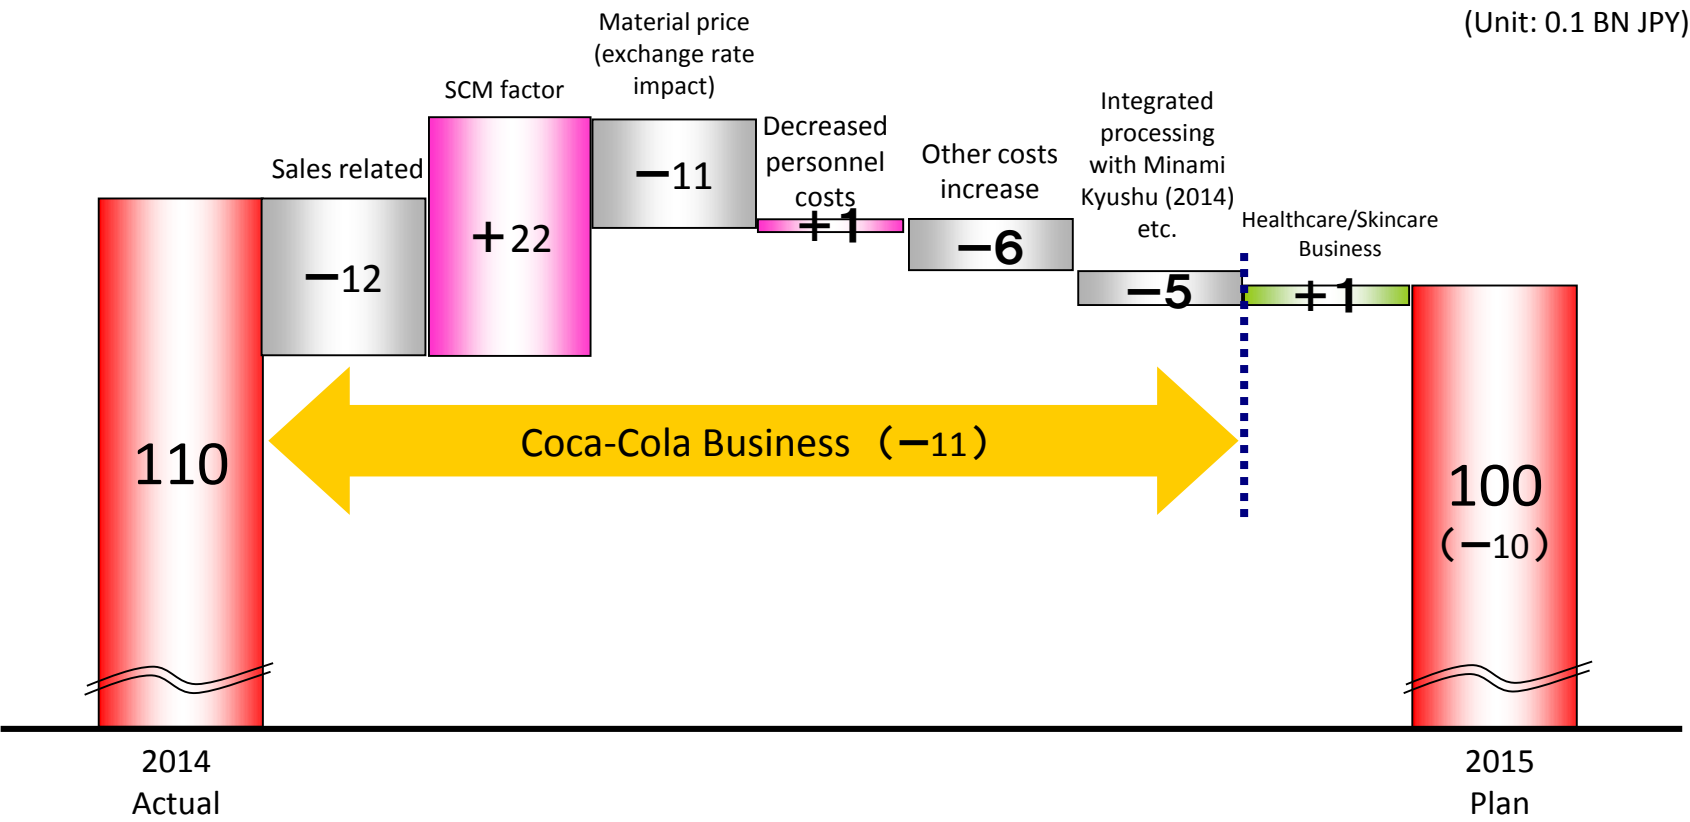 (Unit: 0.1 BN JPY)
Material price
(exchange rate
impact)
SCM factor
Sales related
Decreased
personnel
costs
Other costs
increase
Integrated
processing
with Minami
Kyushu (2014)
etc.
Healthcare/Skincare
Business
110
−12
+22
−11
+1
−6
−5
+1
100
(−10)
Coca-Cola Business (−11)
2014
Actual
2015
Plan